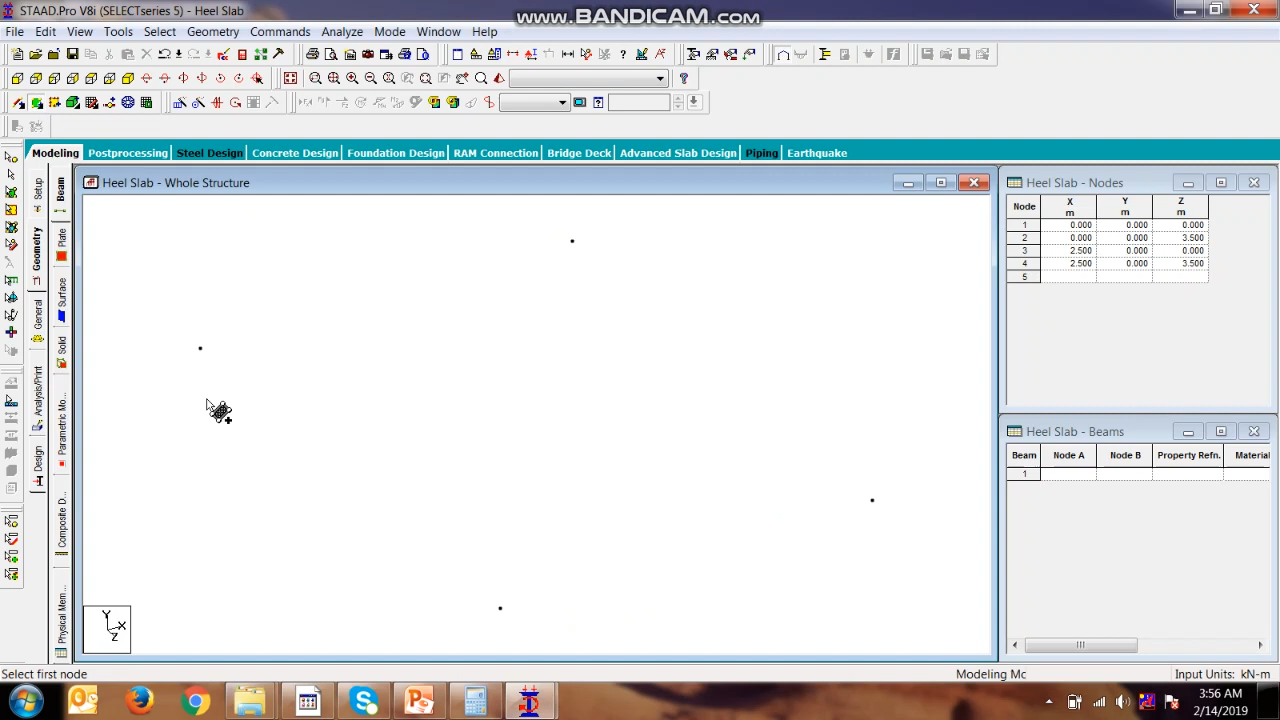 STAAD.Pro V8i (SELECTseries 5) - Heel Slab
www.BANDICAM.com
File Edit View Tools Select Geometry Commands Analyze Mode Window Help
Modeling Postprocessing Steel Design Concrete Design Foundation Design RAM Connection Bridge Deck Advanced Slab Design Piping Earthquake
Setup
Geometry
General
Analysis/Print
Design
Beam
Plate
Surface
Solid
Parametric Mo...
Composite D...
Physical Mem...
Heel Slab - Whole Structure
Y
X
Z
Heel Slab - Nodes
Node X m Y m Z m
1 0.000 0.000 0.000
2 0.000 0.000 3.500
3 2.500 0.000 0.000
4 2.500 0.000 3.500
5
Heel Slab - Beams
Beam Node A Node B Property Refn. Material
1
Select first node
Modeling Mc
Input Units: kN-m
3:56 AM
2/14/2019